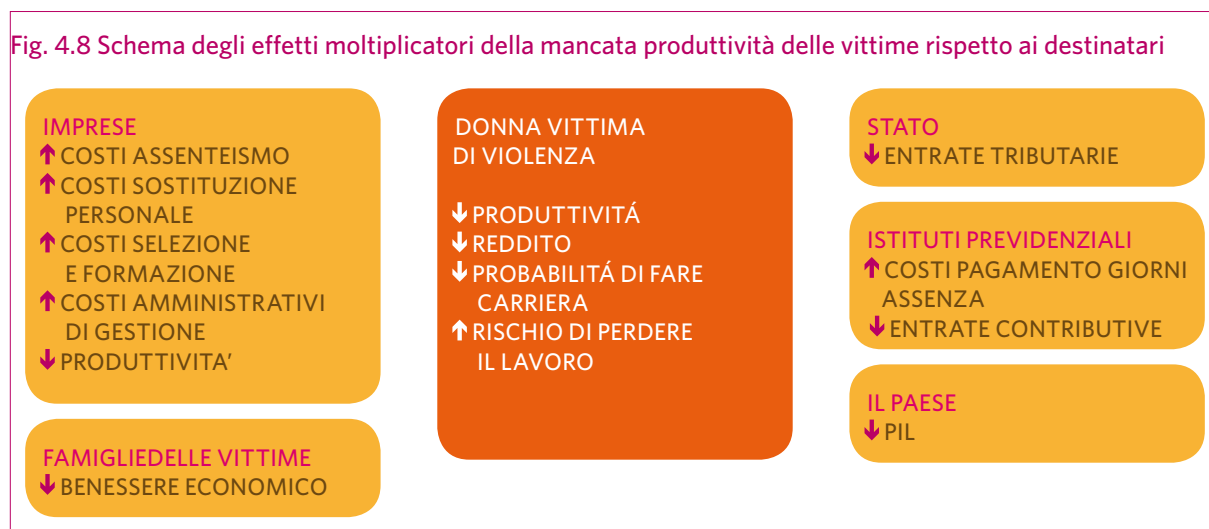 Fig. 4.8 Schema degli effetti moltiplicatori della mancata produttività delle vittime rispetto ai destinatari
IMPRESE
↑ COSTI ASSENTEISMO
↑ COSTI SOSTITUZIONE
PERSONALE
↑ COSTI SELEZIONE
E FORMAZIONE
↑ COSTI AMMINISTRATIVI
DI GESTIONE
↓ PRODUTTIVITA’
FAMIGLIEDELLE VITTIME
↓ BENESSERE ECONOMICO
DONNA VITTIMA
DI VIOLENZA
↓ PRODUTTIVITÁ
↓ REDDITO
↓ PROBABILITÁ DI FARE
CARRIERA
↑ RISCHIO DI PERDERE
IL LAVORO
STATO
↓ ENTRATE TRIBUTARIE
ISTITUTI PREVIDENZIALI
↑ COSTI PAGAMENTO GIORNI
ASSENZA
↓ ENTRATE CONTRIBUTIVE
IL PAESE
↓ PIL